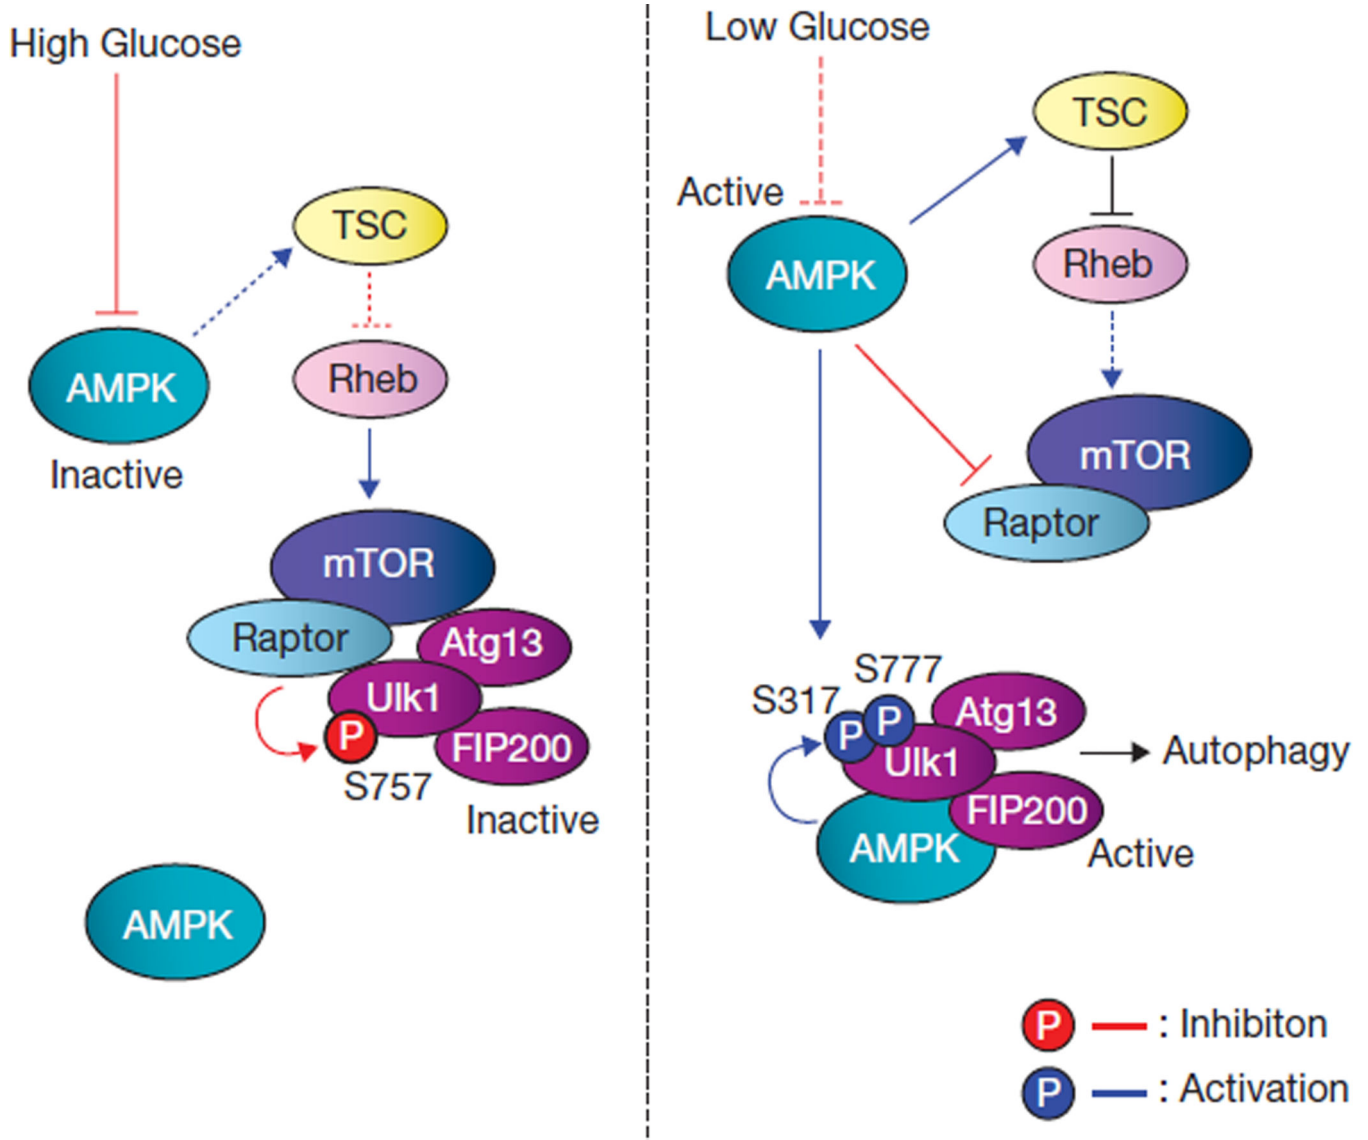 High Glucose
TSC
AMPK
Rheb
Inactive
mTOR
Raptor
Atg13
Ulk1
P
FIP200
S757
Inactive
AMPK
Low Glucose
TSC
Active
Rheb
AMPK
mTOR
Raptor
S777
S317
P
P
Atg13
Ulk1
Autophagy
FIP200
AMPK
Active
P : Inhibiton
P : Activation